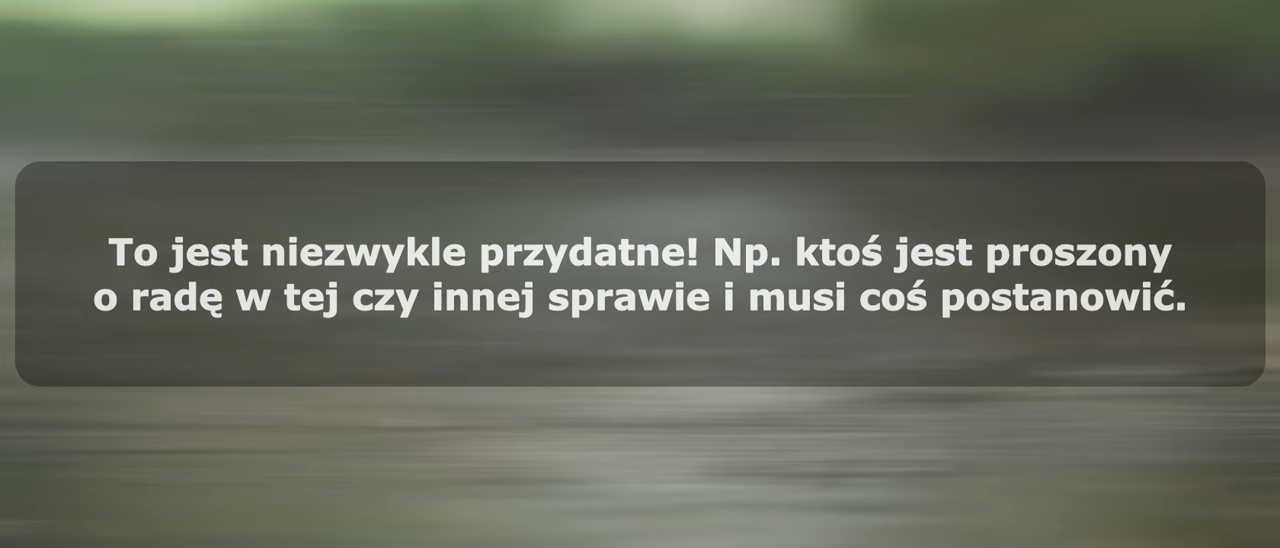 To jest niezwykle przydatne! Np. ktoś jest proszony
o radę w tej czy innej sprawie i musi coś postanowić.